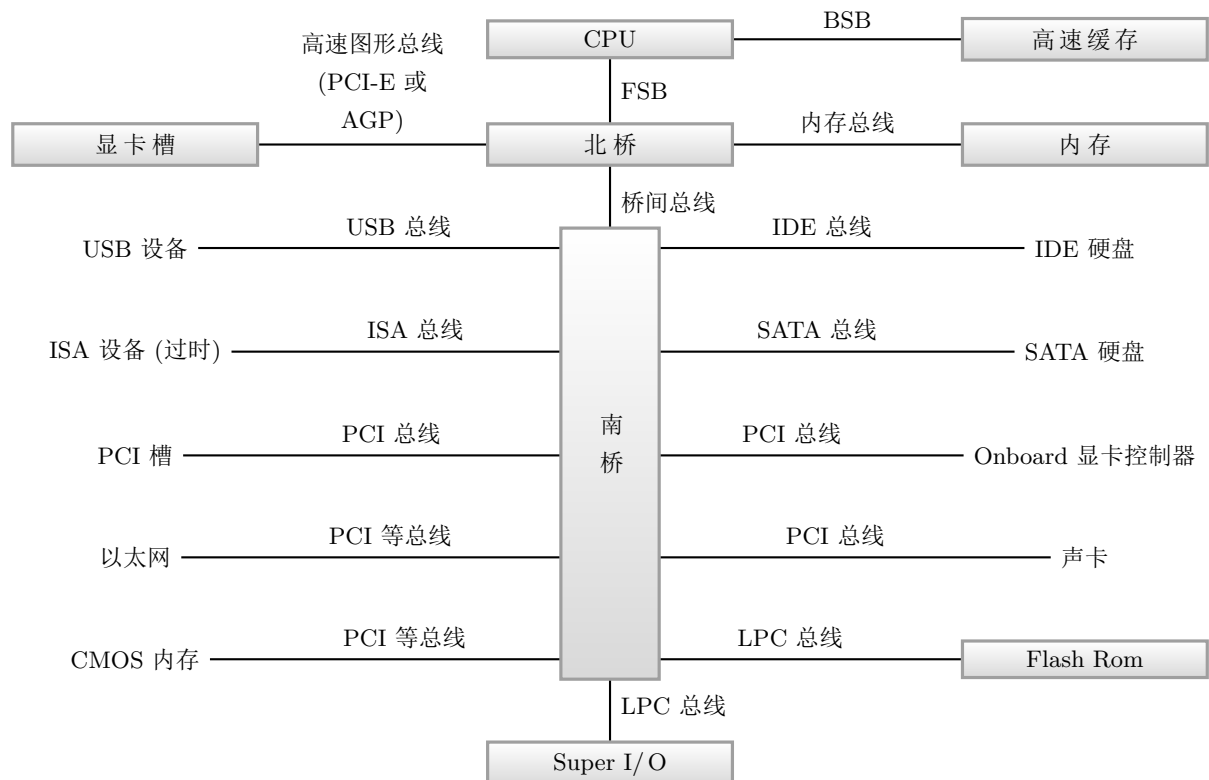 CPU
BSB
高速缓存
高速图形总线
(PCI-E 或
AGP)
FSB
显卡槽
北桥
内存总线
内存
桥间总线
USB 设备
USB 总线
IDE 总线
IDE 硬盘
ISA 设备 (过时)
ISA 总线
SATA 总线
SATA 硬盘
南
桥
PCI 槽
PCI 总线
PCI 总线
Onboard 显卡控制器
以太网
PCI 等总线
PCI 总线
声卡
CMOS 内存
PCI 等总线
LPC 总线
Flash Rom
LPC 总线
Super I/O